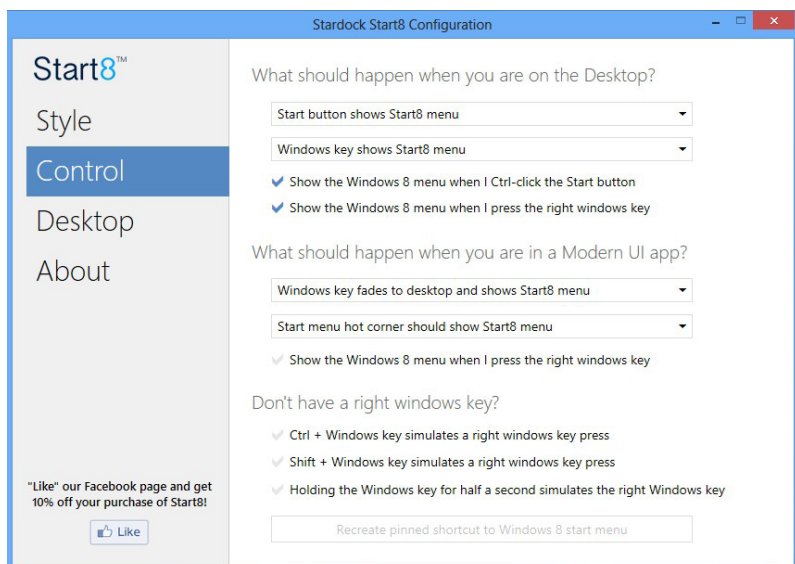 Stardock Start8 Configuration
Start8™
Style
Control
Desktop
About
"Like" our Facebook page and get
10% off your purchase of Start8!
Like
What should happen when you are on the Desktop?
Start button shows Start8 menu
Windows key shows Start8 menu
Show the Windows 8 menu when I Ctrl-click the Start button
Show the Windows 8 menu when I press the right windows key
What should happen when you are in a Modern UI app?
Windows key fades to desktop and shows Start8 menu
Start menu hot corner should show Start8 menu
Show the Windows 8 menu when I press the right windows key
Don't have a right windows key?
Ctrl + Windows key simulates a right windows key press
Shift + Windows key simulates a right windows key press
Holding the Windows key for half a second simulates the right Windows key
Recreate pinned shortcut to Windows 8 start menu